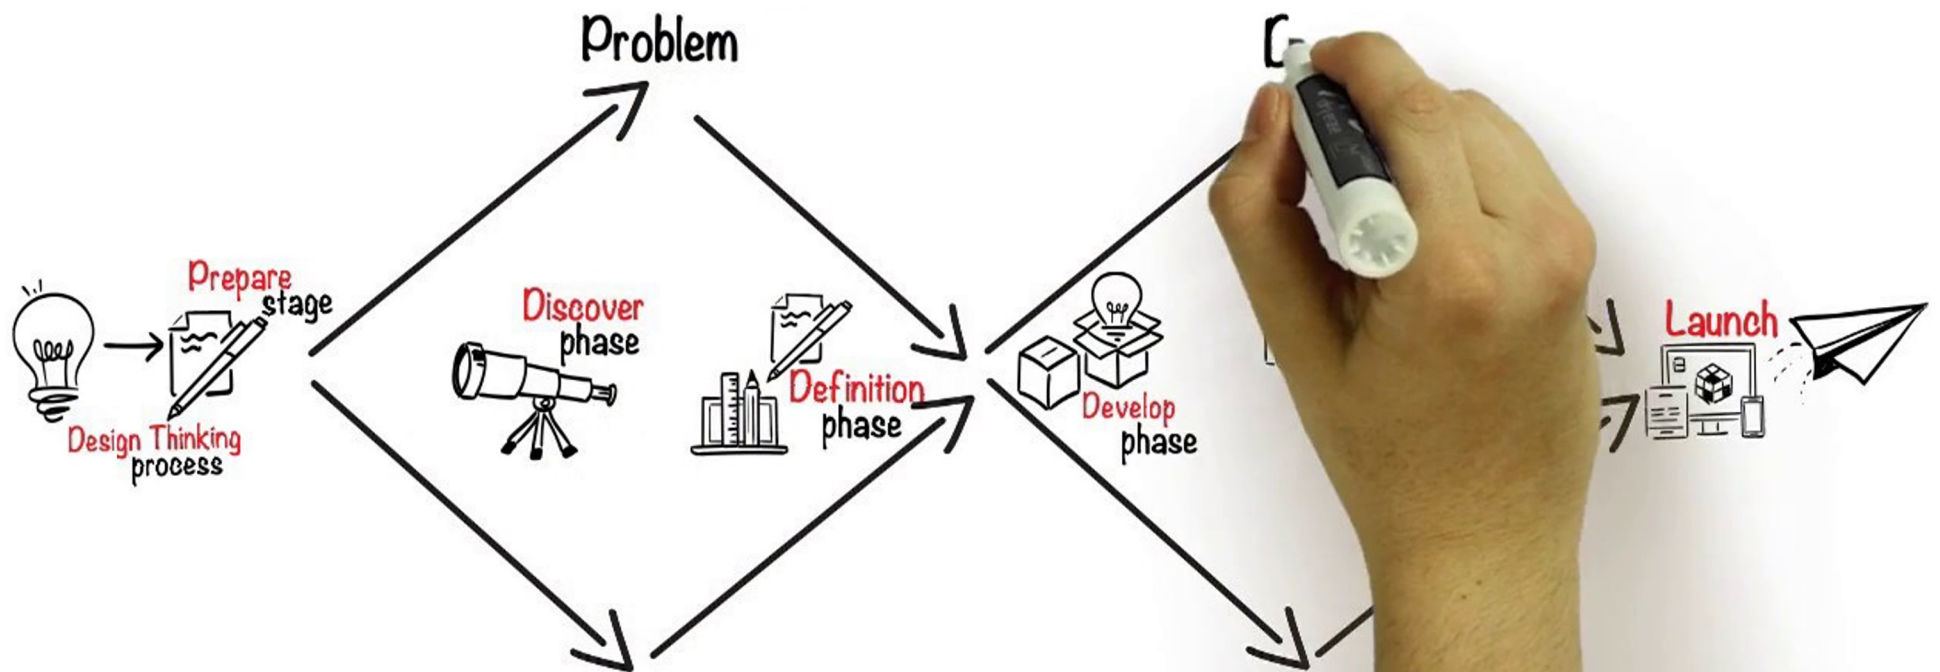 Problem
Prepare
stage
Design Thinking
process
Discover
phase
Definition
phase
Develop
phase
Launch